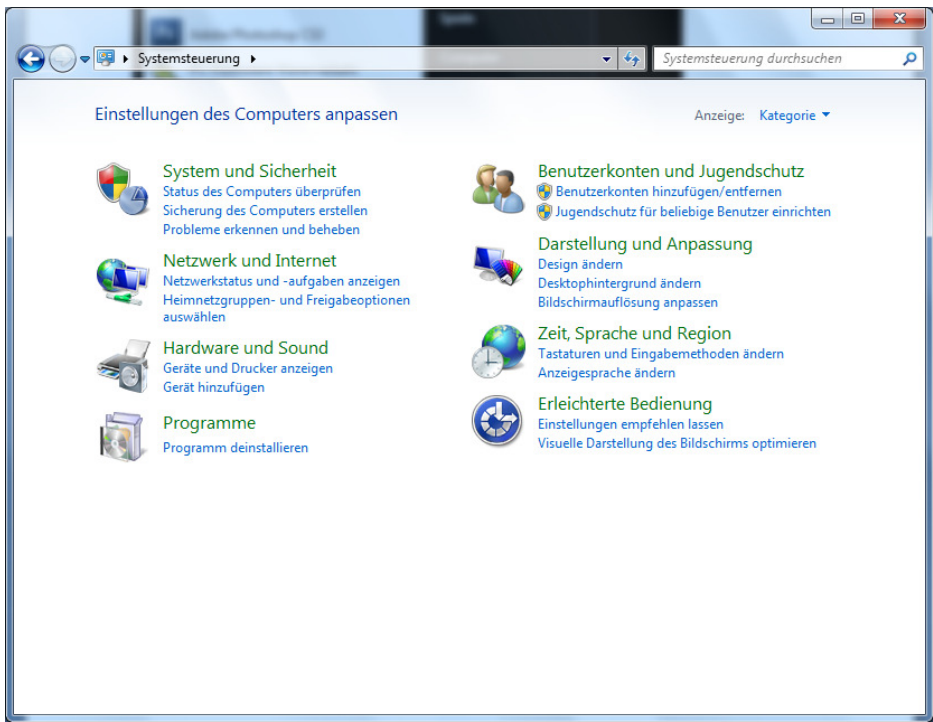 Systemsteuerung
Systemsteuerung durchsuchen
Einstellungen des Computers anpassen
Anzeige: Kategorie
System und Sicherheit
Status des Computers überprüfen
Sicherung des Computers erstellen
Probleme erkennen und beheben
Netzwerk und Internet
Netzwerkstatus und -aufgaben anzeigen
Heimnetzgruppen- und Freigabeoptionen
auswählen
Hardware und Sound
Geräte und Drucker anzeigen
Gerät hinzufügen
Programme
Programm deinstallieren
Benutzerkonten und Jugendschutz
Benutzerkonten hinzufügen/entfernen
Jugendschutz für beliebige Benutzer einrichten
Darstellung und Anpassung
Design ändern
Desktophintergrund ändern
Bildschirmauflösung anpassen
Zeit, Sprache und Region
Tastaturen und Eingabemethoden ändern
Anzeigesprache ändern
Erleichterte Bedienung
Einstellungen empfehlen lassen
Visuelle Darstellung des Bildschirms optimieren